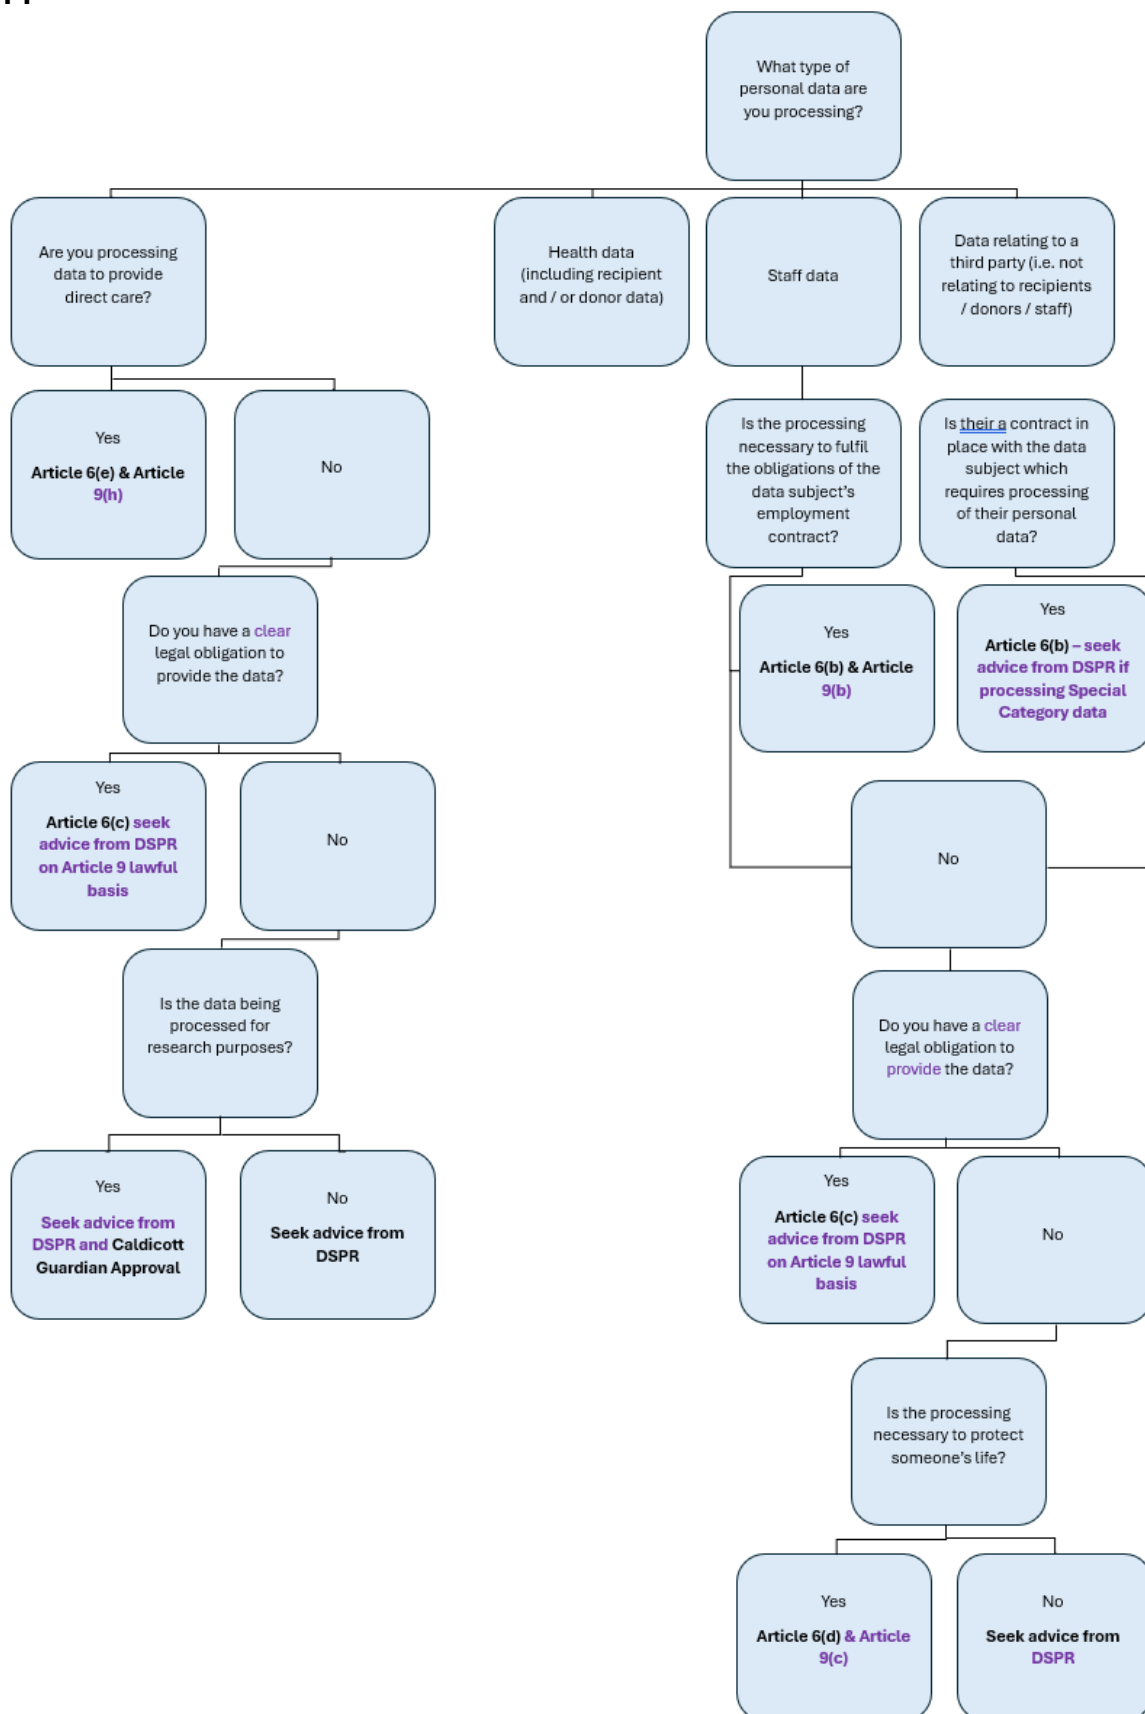 What type of
personal data are
you processing?
Are you processing
data to provide
direct care?
Health data
(including recipient
and / or donor data)
Staff data
Data relating to a
third party (i.e. not
relating to recipients
/ donors / staff)
Yes
Article 6(e) & Article
9(h)
No
Is the processing
necessary to fulfil
the obligations of the
data subject's
employment
contract?
Is their a contract in
place with the data
subject which
requires processing
of their personal
data?
Do you have a clear
legal obligation to
provide the data?
Yes
Article 6(b) & Article
9(b)
Yes
Article 6(b) – seek
advice from DSPR if
processing Special
Category data
Yes
Article 6(c) seek
advice from DSPR
on Article 9 lawful
basis
No
No
Is the data being
processed for
research purposes?
Do you have a clear
legal obligation to
provide the data?
Yes
Seek advice from
DSPR and Caldicott
Guardian Approval
No
Seek advice from
DSPR
Yes
Article 6(c) seek
advice from DSPR
on Article 9 lawful
basis
No
Is the processing
necessary to protect
someone's life?
Yes
Article 6(d) & Article
9(c)
No
Seek advice from
DSPR